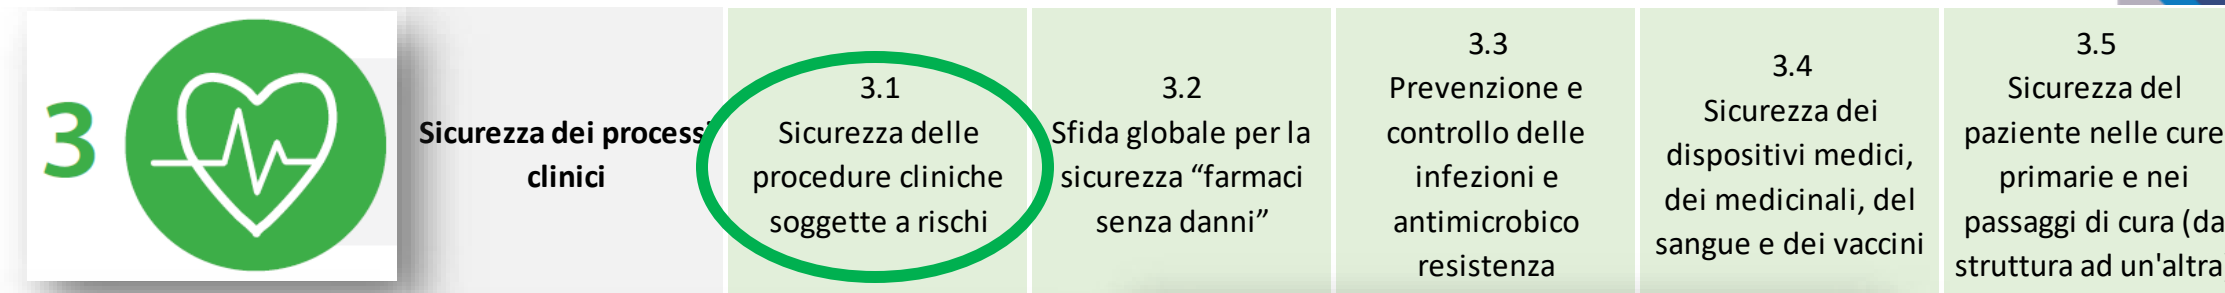 3
Sicurezza dei processi
clinici
3.1
Sicurezza delle
procedure cliniche
soggette a rischi
3.2
Sfida globale per la
sicurezza “farmaci
senza danni”
3.3
Prevenzione e
controllo delle
infezioni e
antimicrobico
resistenza
3.4
Sicurezza dei
dispositivi medici,
dei medicinali, del
sangue e dei vaccini
3.5
Sicurezza del
paziente nelle cure
primarie e nei
passaggi di cura (da
struttura ad un'altra